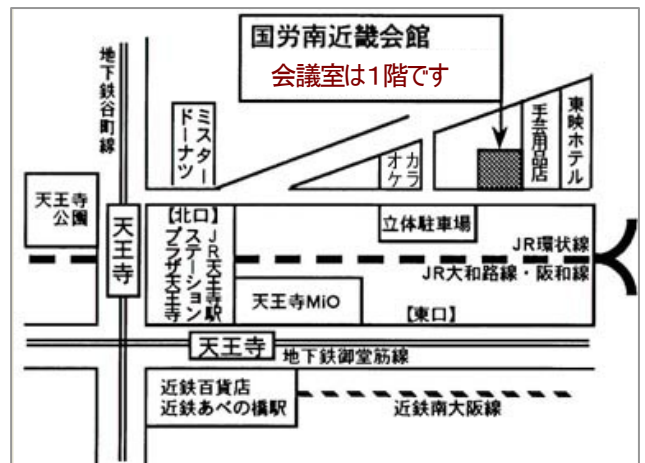 国労南近畿会館
会議室は1階です
地下鉄谷町線
ミスター
ドーナツ
カラ
オケ
手芸用品店
東映ホテル
天王寺
公園
天王寺
【北口】
JR天王寺駅
ステーション
プラザ天王寺
立体駐車場
JR環状線
JR大和路線・阪和線
天王寺MiO
【東口】
天王寺
地下鉄御堂筋線
近鉄百貨店
近鉄あべの橋駅
近鉄南大阪線